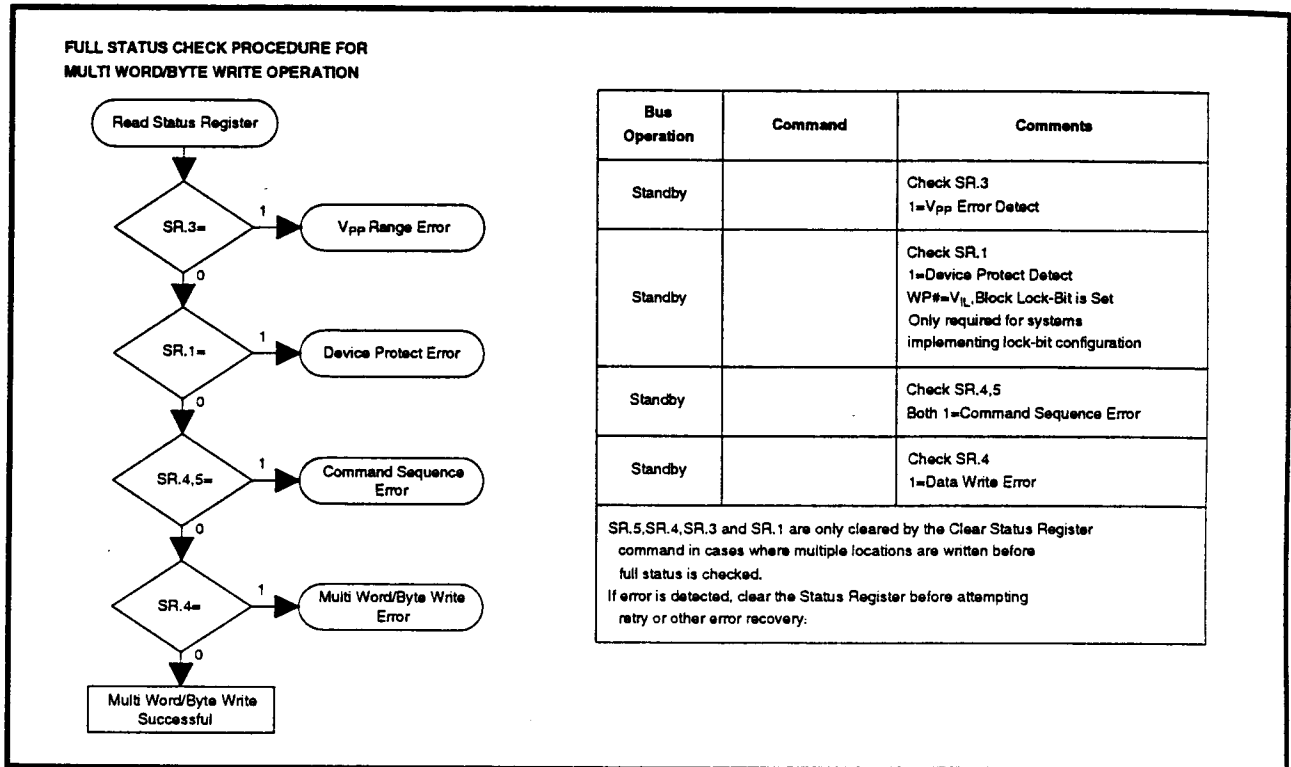 FULL STATUS CHECK PROCEDURE FOR
MULTI WORD/BYTE WRITE OPERATION
Read Status Register
SR.3=
1
VPP Range Error
0
SR.1=
1
Device Protect Error
0
SR.4,5=
1
Command Sequence
Error
0
SR.4=
1
Multi Word/Byte Write
Error
0
Multi Word/Byte Write
Successful
Bus
Operation
Command
Comments
Standby
Check SR.3
1=VPP Error Detect
Standby
Check SR.1
1=Device Protect Detect
WP#=VIL,Block Lock-Bit is Set
Only required for systems
implementing lock-bit configuration
Standby
Check SR.4,5
Both 1=Command Sequence Error
Standby
Check SR.4
1=Data Write Error
SR.5,SR.4,SR.3 and SR.1 are only cleared by the Clear Status Register
command in cases where multiple locations are written before
full status is checked.
If error is detected, clear the Status Register before attempting
retry or other error recovery.